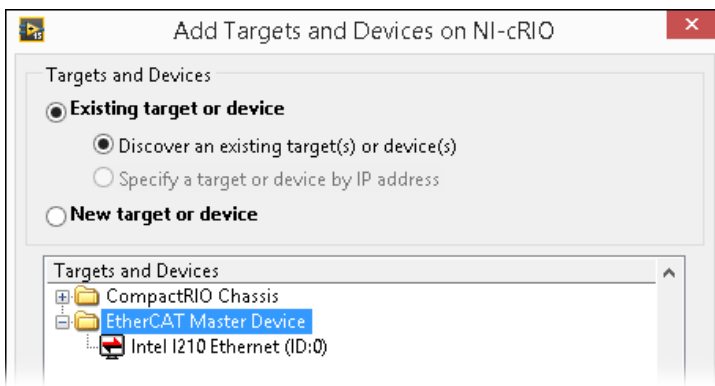 Add Targets and Devices on NI-cRIO
Targets and Devices
Existing target or device
Discover an existing target(s) or device(s)
Specify a target or device by IP address
New target or device
Targets and Devices
CompactRIO Chassis
EtherCAT Master Device
Intel I210 Ethernet (ID:0)